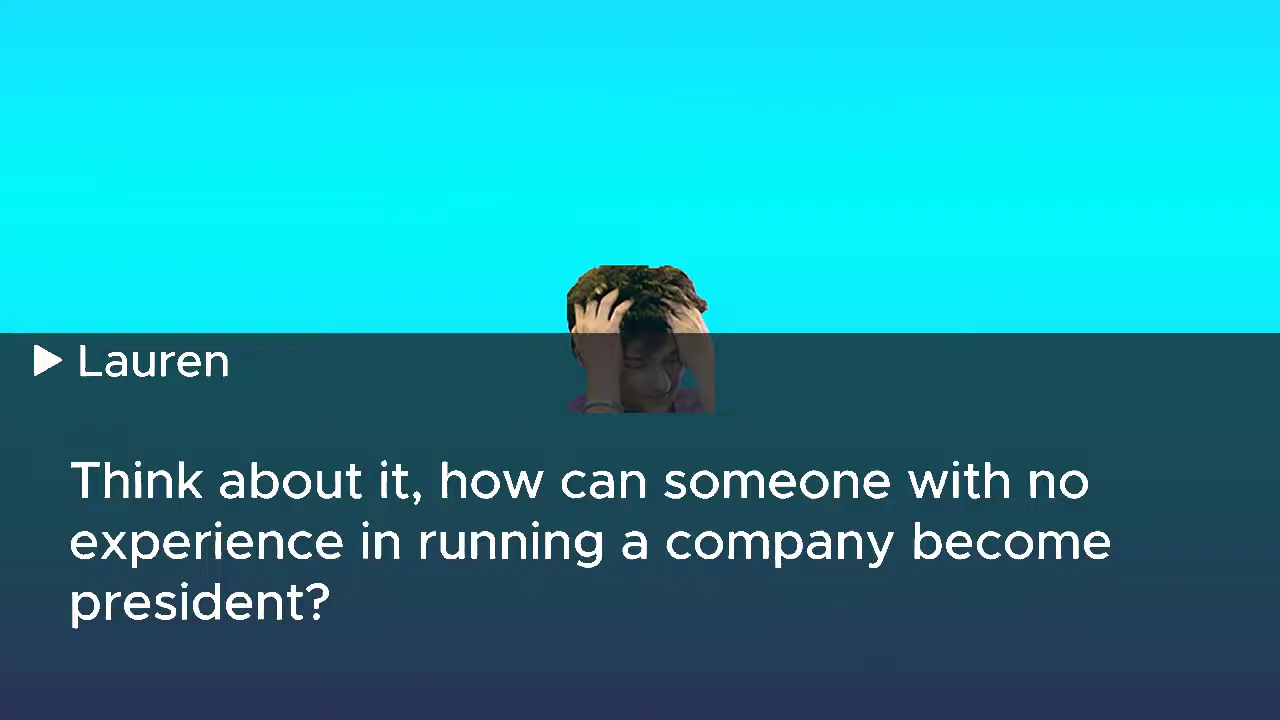 Lauren
Think about it, how can someone with no
experience in running a company become
president?